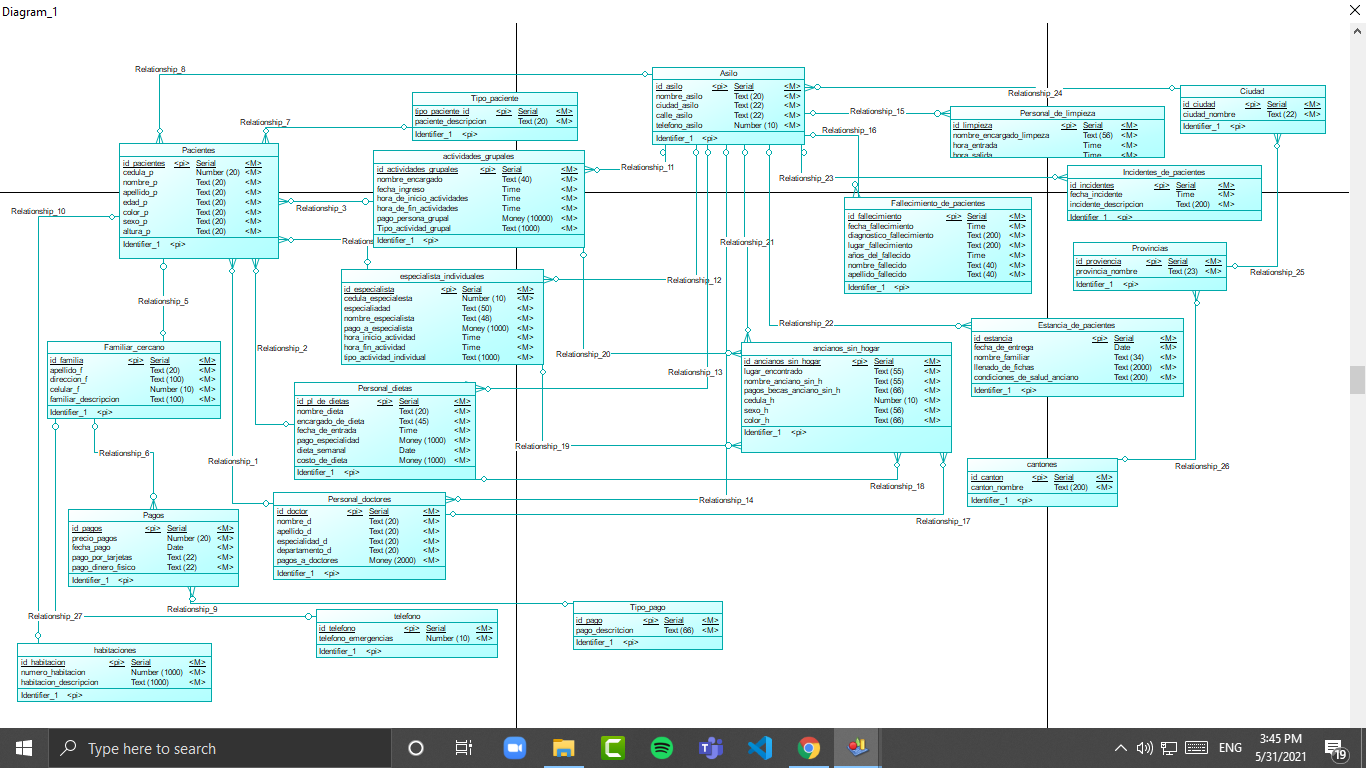 Diagram_1
Relationship_8
Asilo
id_asilo <pi> Serial <M>
nombre_asilo Text (20) <M>
ciudad_asilo Text (22) <M>
calle_asilo Text (22) <M>
telefono_asilo Number (10) <M>
Identifier_1 <pi>
Relationship_24
Ciudad
id_ciudad <pi> Serial <M>
ciudad_nombre Text (22) <M>
Identifier_1 <pi>
Tipo_paciente
tipo_paciente_id <pi> Serial <M>
paciente_descripcion Text (20) <M>
Identifier_1 <pi>
Relationship_7
Relationship_15
Relationship_16
Personal_de_limpieza
id_limpieza <pi> Serial <M>
nombre_encargado_limpeza Text (56) <M>
hora_entrada Time <M>
hora_salida Time <M>
Pacientes
id_pacientes <pi> Serial <M>
cedula_p Number (20) <M>
nombre_p Text (20) <M>
apellido_p Text (20) <M>
edad_p Text (20) <M>
color_p Text (20) <M>
sexo_p Text (20) <M>
altura_p Text (20) <M>
Identifier_1 <pi>
actividades_grupales
id_actividades_grupales <pi> Serial <M>
nombre_encargado Text (40) <M>
fecha_ingreso Time <M>
hora_de_inicio_actividades Time <M>
hora_de_fin_actividades Time <M>
pago_persona_grupal Money (10000) <M>
Tipo_actividad_grupal Text (1000) <M>
Identifier_1 <pi>
Relationship_11
Relationship_23
Incidentes_de_pacientes
id_incidentes <pi> Serial <M>
fecha_incidente Time <M>
incidente_descripcion Text (200) <M>
Identifier_1 <pi>
Relationship_10
Relationship_3
Relations
Fallecimiento_de_pacientes
id_fallecimiento <pi> Serial <M>
fecha_fallecimiento Time <M>
diagnostico_fallecimiento Text (200) <M>
lugar_fallecimiento Text (200) <M>
años_del_fallecido Time <M>
nombre_fallecido Text (40) <M>
apellido_fallecido Text (40) <M>
Identifier_1 <pi>
Relationship_21
Provincias
id_proviencia <pi> Serial <M>
provincia_nombre Text (23) <M>
Identifier_1 <pi>
Relationship_25
especialista_individuales
id_especialista <pi> Serial <M>
cedula_especialesta Number (10) <M>
especialiadad Text (50) <M>
nombre_especialista Text (48) <M>
pago_a_especialista Money (1000) <M>
hora_inicio_actividad Time <M>
hora_fin_actividad Time <M>
tipo_actividad_individual Text (1000) <M>
Relationship_12
Relationship_5
Relationship_22
Estancia_de_pacientes
id_estancia <pi> Serial <M>
fecha_de_entrega Date <M>
nombre_familiar Text (34) <M>
llenado_de_fichas Text (2000) <M>
condiciones_de_salud_anciano Text (200) <M>
Identifier_1 <pi>
Familiar_cercano
id_familia <pi> Serial <M>
apellido_f Text (20) <M>
direccion_f Text (100) <M>
celular_f Number (10) <M>
familiar_descripcion Text (100) <M>
Identifier_1 <pi>
Relationship_2
Relationship_20
Relationship_13
ancianos_sin_hogar
id_ancianos_sin_hogar <pi> Serial <M>
lugar_encontrado Text (55) <M>
nombre_anciano_sin_h Text (55) <M>
pagos_becas_anciano_sin_h Text (66) <M>
cedula_h Number (10) <M>
sexo_h Text (56) <M>
color_h Text (66) <M>
Identifier_1 <pi>
Personal_dietas
id_pl_de_dietas <pi> Serial <M>
nombre_dieta Text (20) <M>
encargado_de_dieta Text (45) <M>
fecha_de_entrada Time <M>
pago_especialidad Money (1000) <M>
dieta_semanal Date <M>
costo_de_dieta Money (1000) <M>
Identifier_1 <pi>
Relationship_19
Relationship_6
Relationship_1
cantones
id_canton <pi> Serial <M>
canton_nombre Text (200) <M>
Identifier_1 <pi>
Relationship_26
Relationship_18
Personal_doctores
id_doctor <pi> Serial <M>
nombre_d Text (20) <M>
apellido_d Text (20) <M>
especialidad_d Text (20) <M>
departamento_d Text (20) <M>
pagos_a_doctores Money (2000) <M>
Identifier_1 <pi>
Relationship_14
Relationship_17
Pagos
id_pagos <pi> Serial <M>
precio_pagos Number (20) <M>
fecha_pago Date <M>
pago_por_tarjetas Text (22) <M>
pago_dinero_fisico Text (22) <M>
Identifier_1 <pi>
Relationship_9
Relationship_27
telefono
id_telefono <pi> Serial <M>
telefono_emergencias Number (10) <M>
Identifier_1 <pi>
Tipo_pago
id_pago <pi> Serial <M>
pago_descritcion Text (66) <M>
Identifier_1 <pi>
habitaciones
id_habitacion <pi> Serial <M>
numero_habitacion Number (1000) <M>
habitacion_descripcion Text (1000) <M>
Identifier_1 <pi>
Type here to search
ENG
3:45 PM
5/31/2021
19